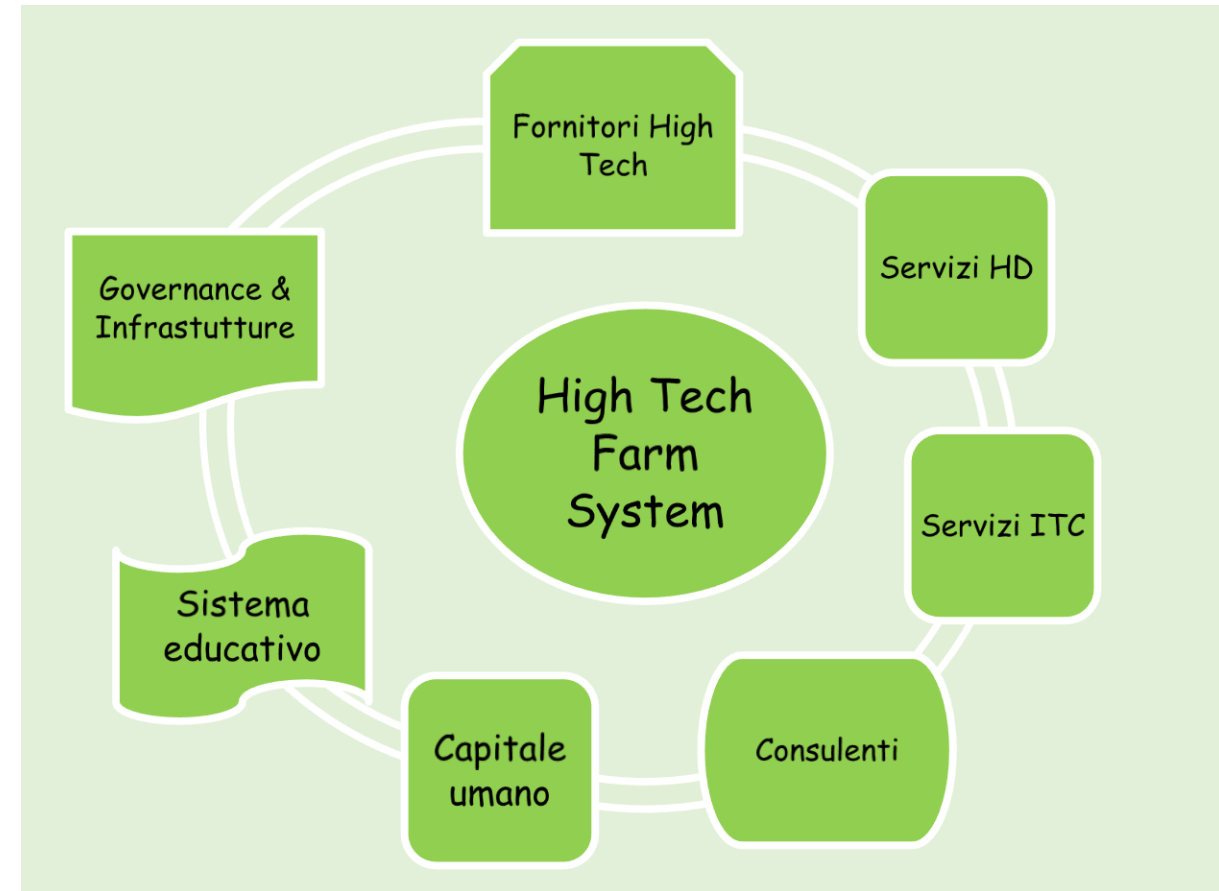 Fornitori High
Tech
Servizi HD
Governance &
Infrastutture
High Tech
Farm
System
Servizi ITC
Sistema
educativo
Capitale
umano
Consulenti